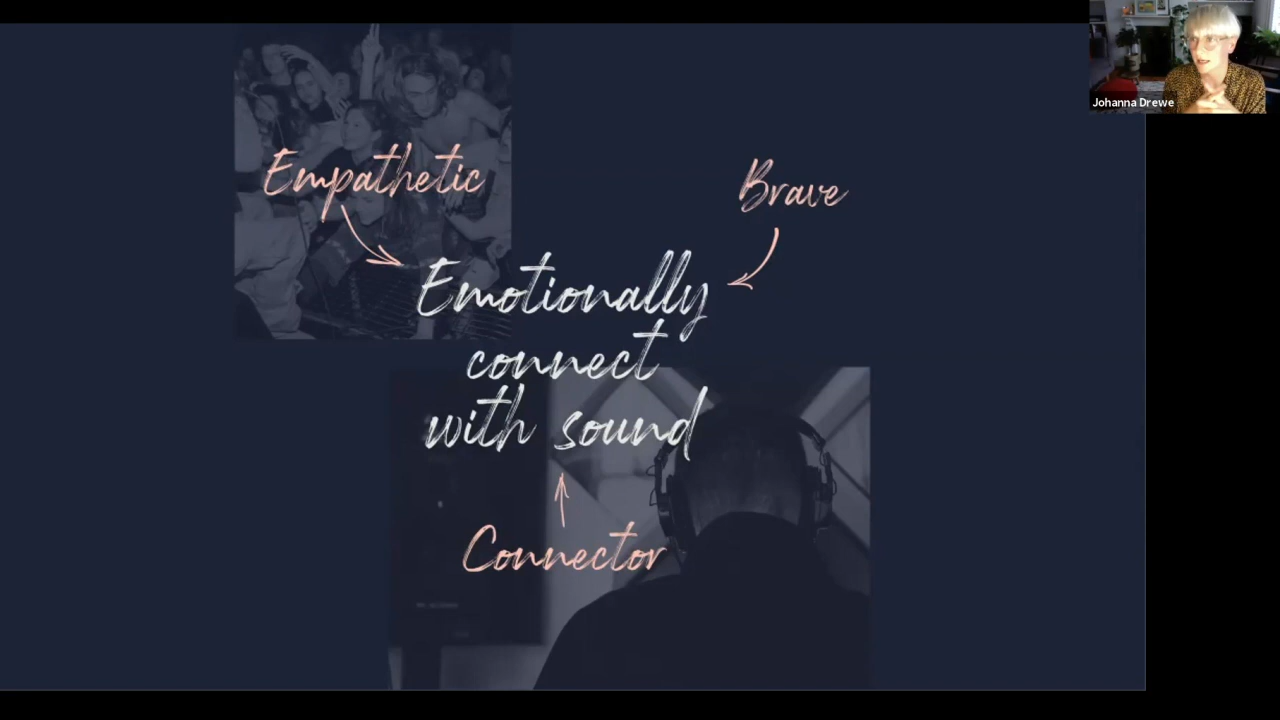 Johanna Drewe
Empathetic
Brave
Emotionally
connect
with sound
Connector